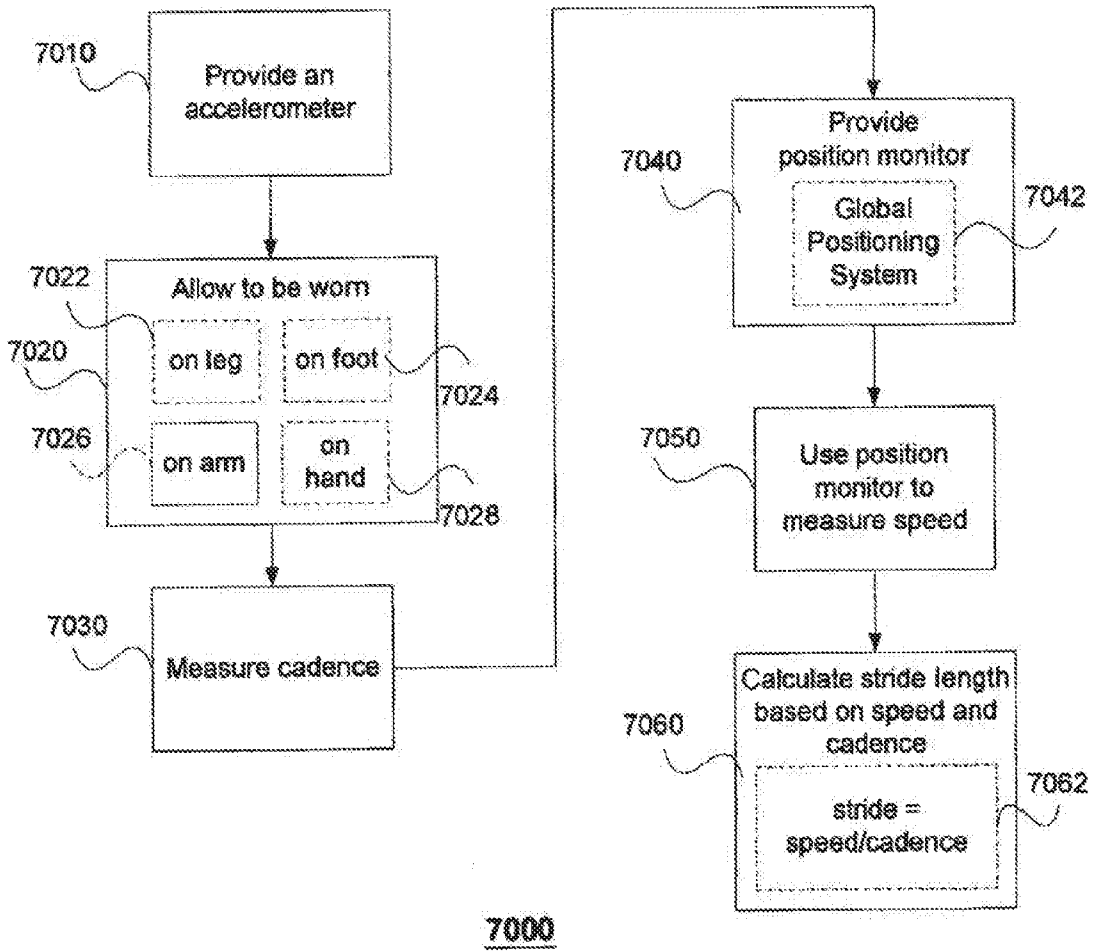 7010
Provide an
accelerometer
7020
Allow to be worn
7022
on leg
on foot
7024
7026
on arm
on
hand
7028
7030
Measure cadence
7040
Provide
position monitor
Global
Positioning
System
7042
7050
Use position
monitor to
measure speed
7060
Calculate stride length
based on speed and
cadence
stride =
speed/cadence
7062
7000